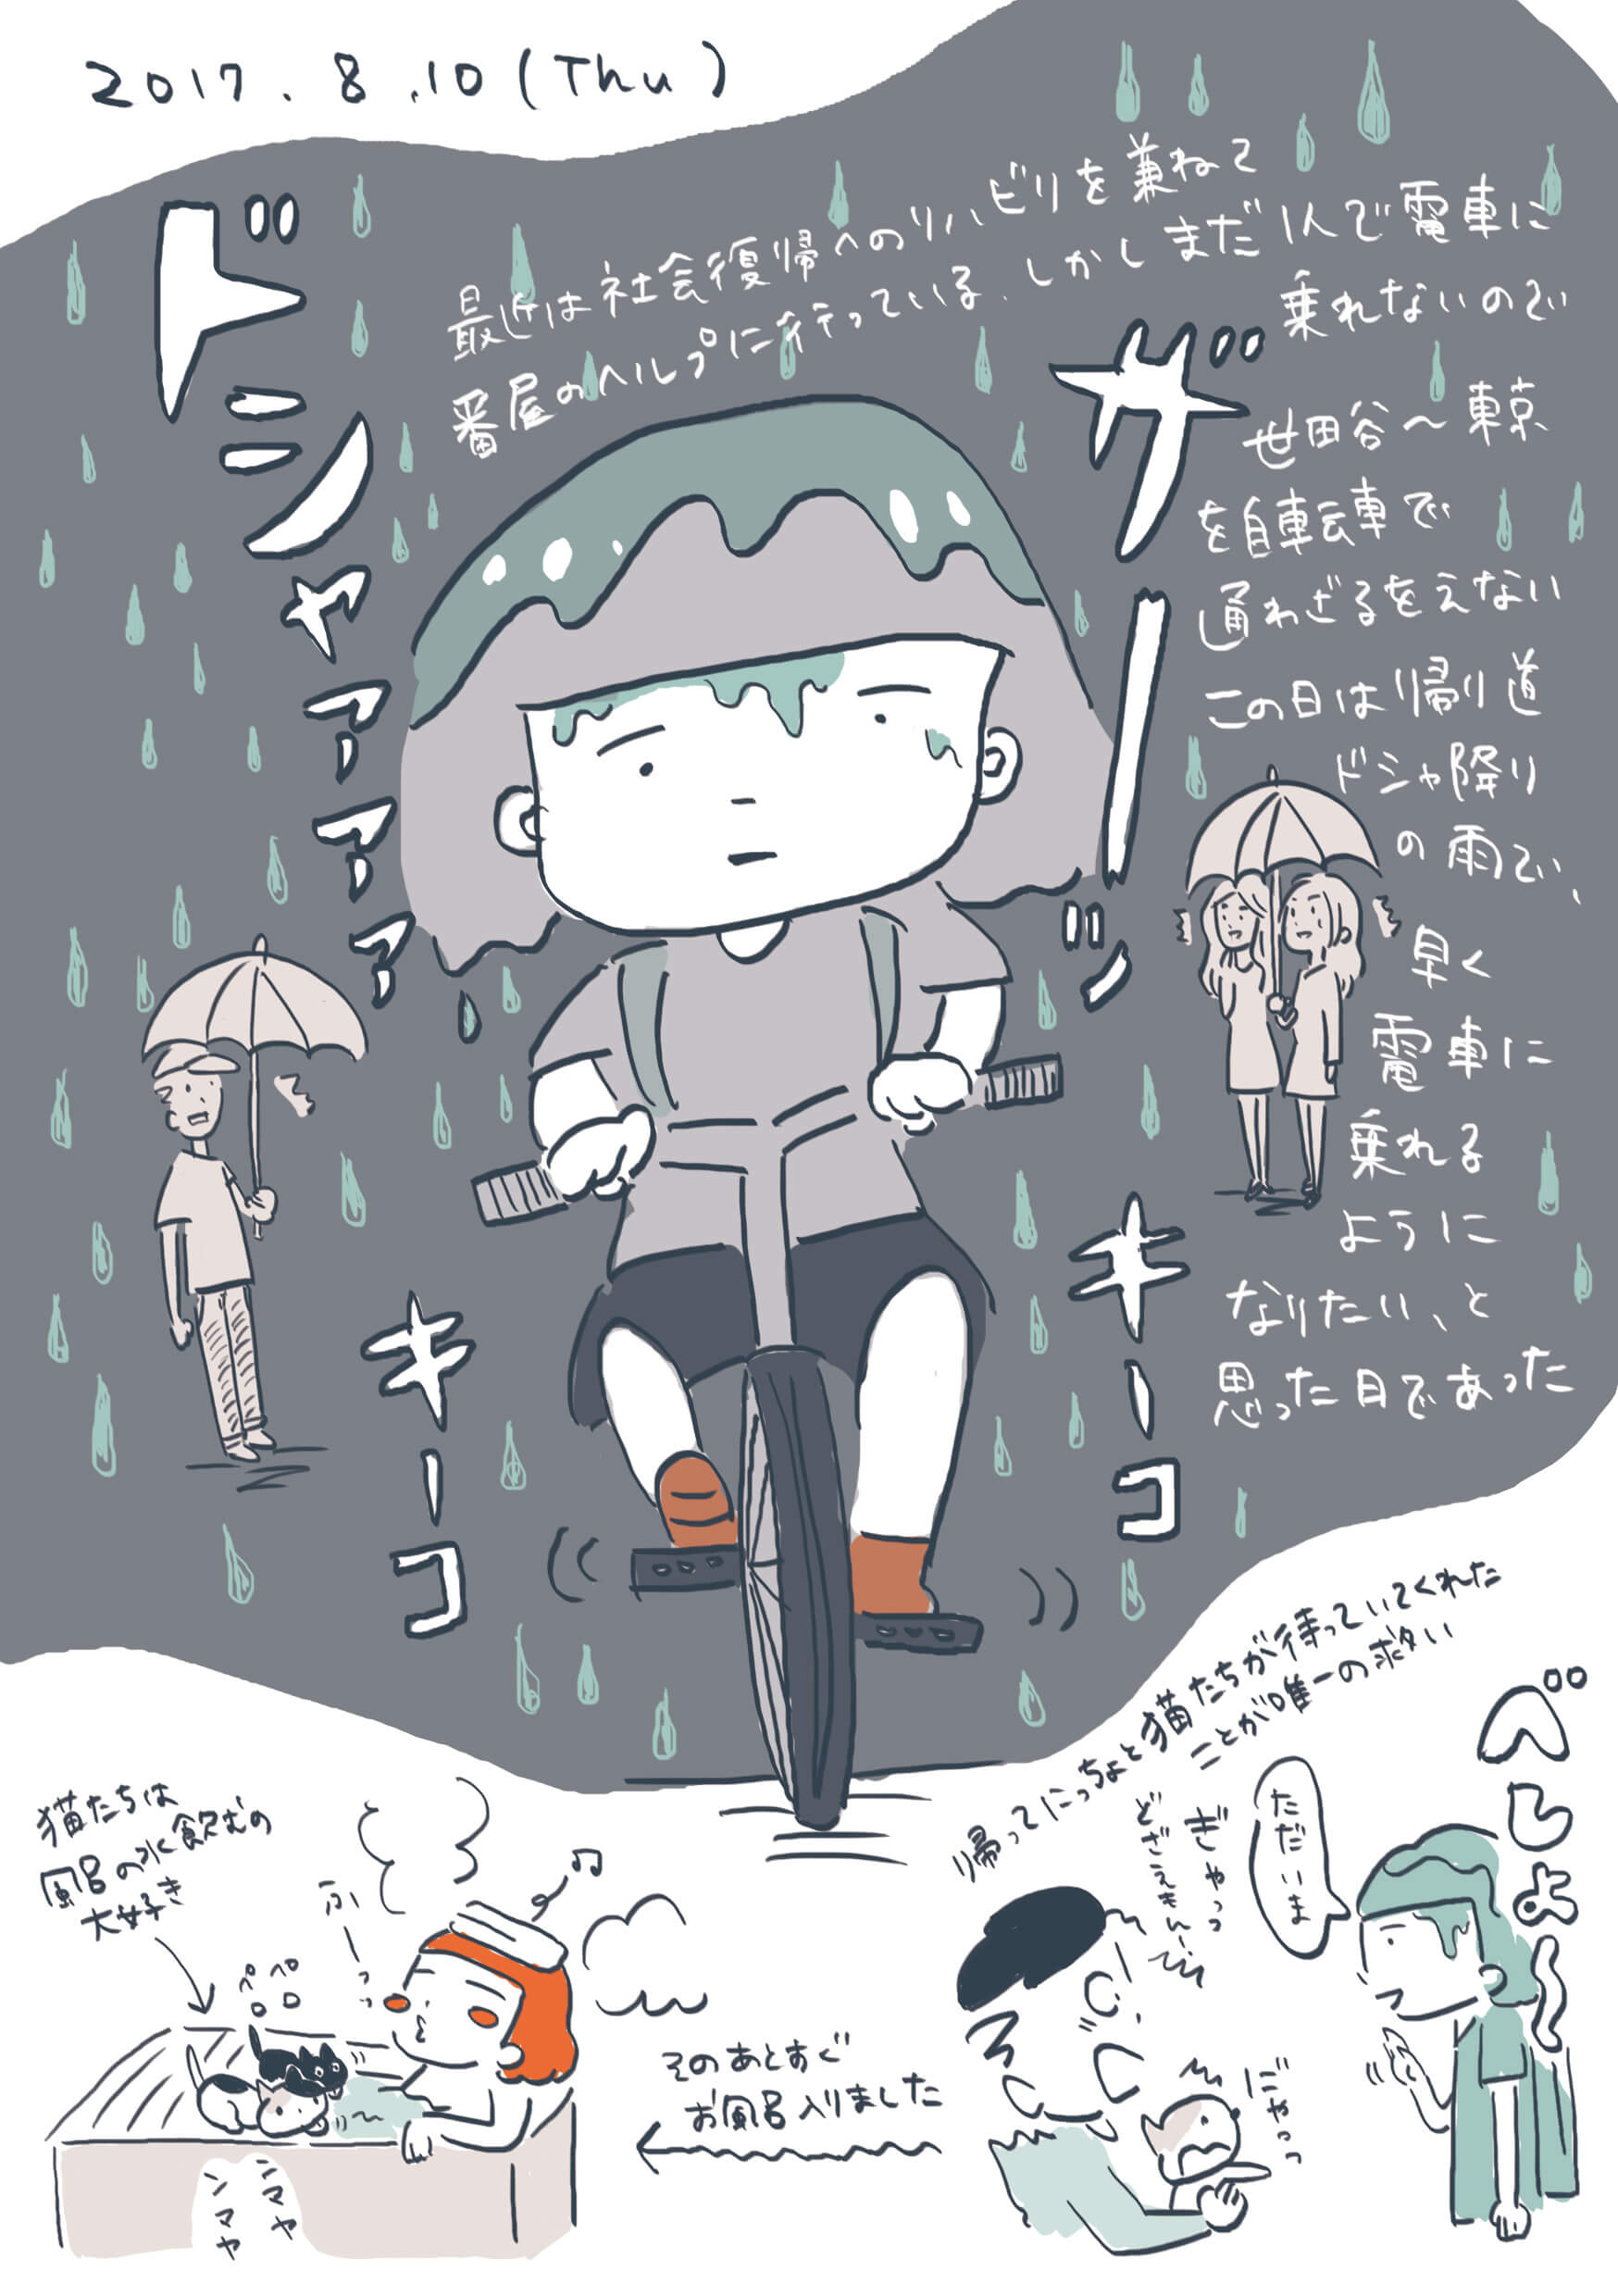 2017.8.10(Thu)
最近は社会復帰へのリハビリを兼ねて
番屋のヘルプに行っている。しかしまだ1人で電車に
乗れないので
世田谷〜東京
を自転車で
通わざるをえない
この日は帰り道
ドシャ降り
の雨で、
早く
電車に
乗れる
ように
なりたい、と
思った日であった
ドシャアアア
ザーッ
キーコ
キーコ
帰ってにっちょと猫たちが待っていてくれた
ことが唯一の救い
べしょ〜
ただいま
ぎゃっっ
どざえもんー!
にゃっっ
そのあとすぐ
お風呂入りました
猫たちは
風呂の水飲むの
大好き
ペロペロ
ふーっ
ンマヤ
ンマヤ